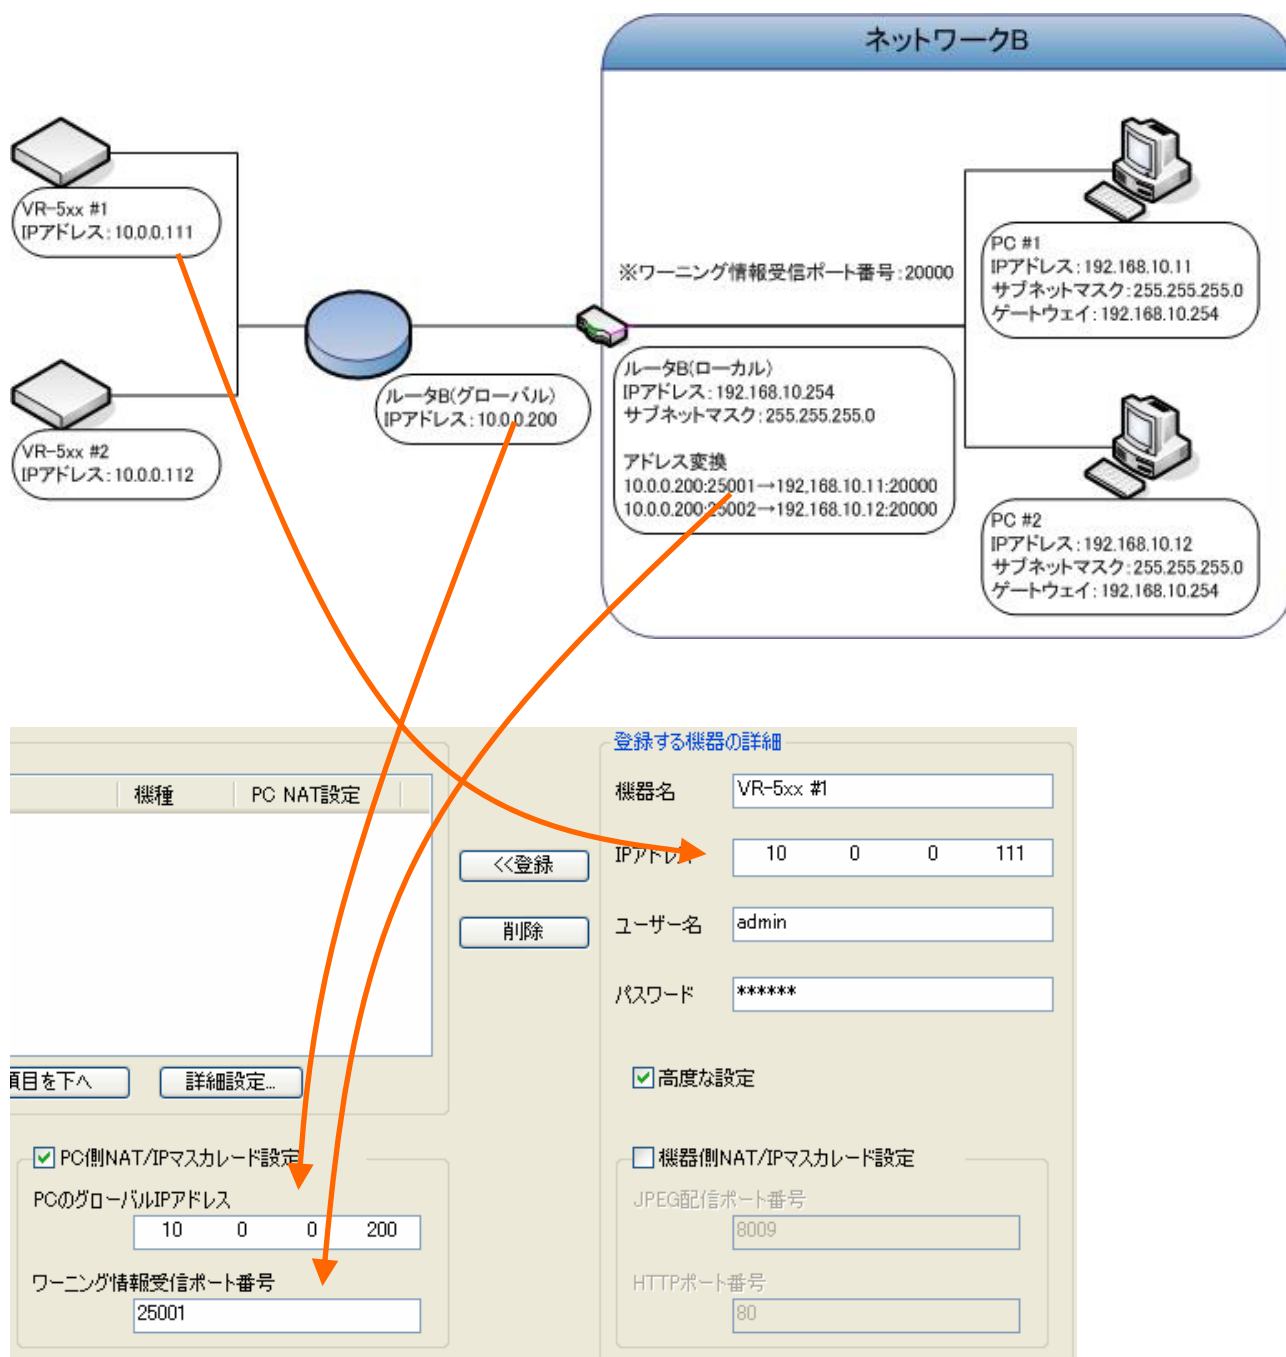 ネットワークB
VR-5xx #1
IPアドレス：10.0.0.111
VR-5xx #2
IPアドレス：10.0.0.112
ルータB(グローバル)
IPアドレス：10.0.0.200
※ワーニング情報受信ポート番号：20000
ルータB(ローカル)
IPアドレス：192.168.10.254
サブネットマスク：255.255.255.0
アドレス変換
10.0.0.200:25001→192.168.10.11:20000
10.0.0.200:25002→192.168.10.12:20000
PC #1
IPアドレス：192.168.10.11
サブネットマスク：255.255.255.0
ゲートウェイ：192.168.10.254
PC #2
IPアドレス：192.168.10.12
サブネットマスク：255.255.255.0
ゲートウェイ：192.168.10.254
機種 PC NAT設定
<<登録
削除
項目を下へ 詳細設定...
PC側NAT/IPマスカレード設定
PCのグローバルIPアドレス
10 0 0 200
ワーニング情報受信ポート番号
25001
登録する機器の詳細
機器名 VR-5xx #1
IPアドレス 10 0 0 111
ユーザー名 admin
パスワード ******
高度な設定
機器側NAT/IPマスカレード設定
JPEG配信ポート番号
8009
HTTPポート番号
80